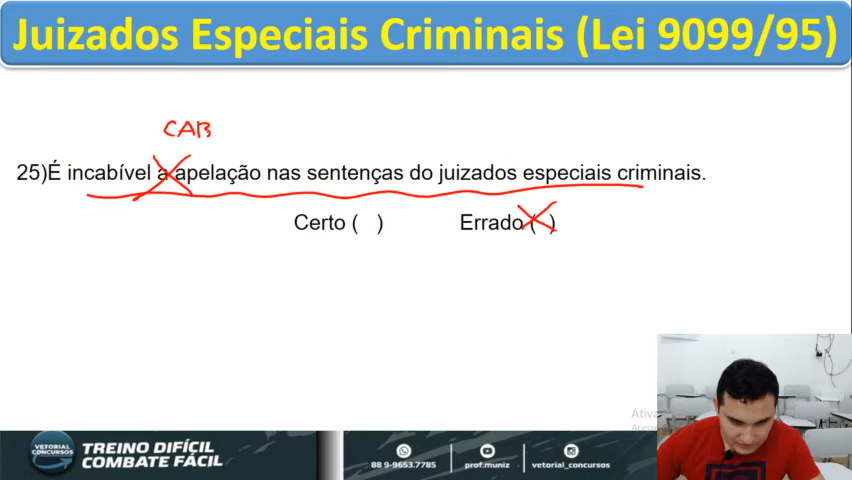 Juizados Especiais Criminais (Lei 9099/95)
CAB
25)É incabível a apelação nas sentenças do juizados especiais criminais.
Certo ( ) Errado ( )
Ativa
VETORIAL
CONCURSOS
TREINO DIFÍCIL
COMBATE FÁCIL
88 9-9653.7785 prof.muniz vetorial_concursos